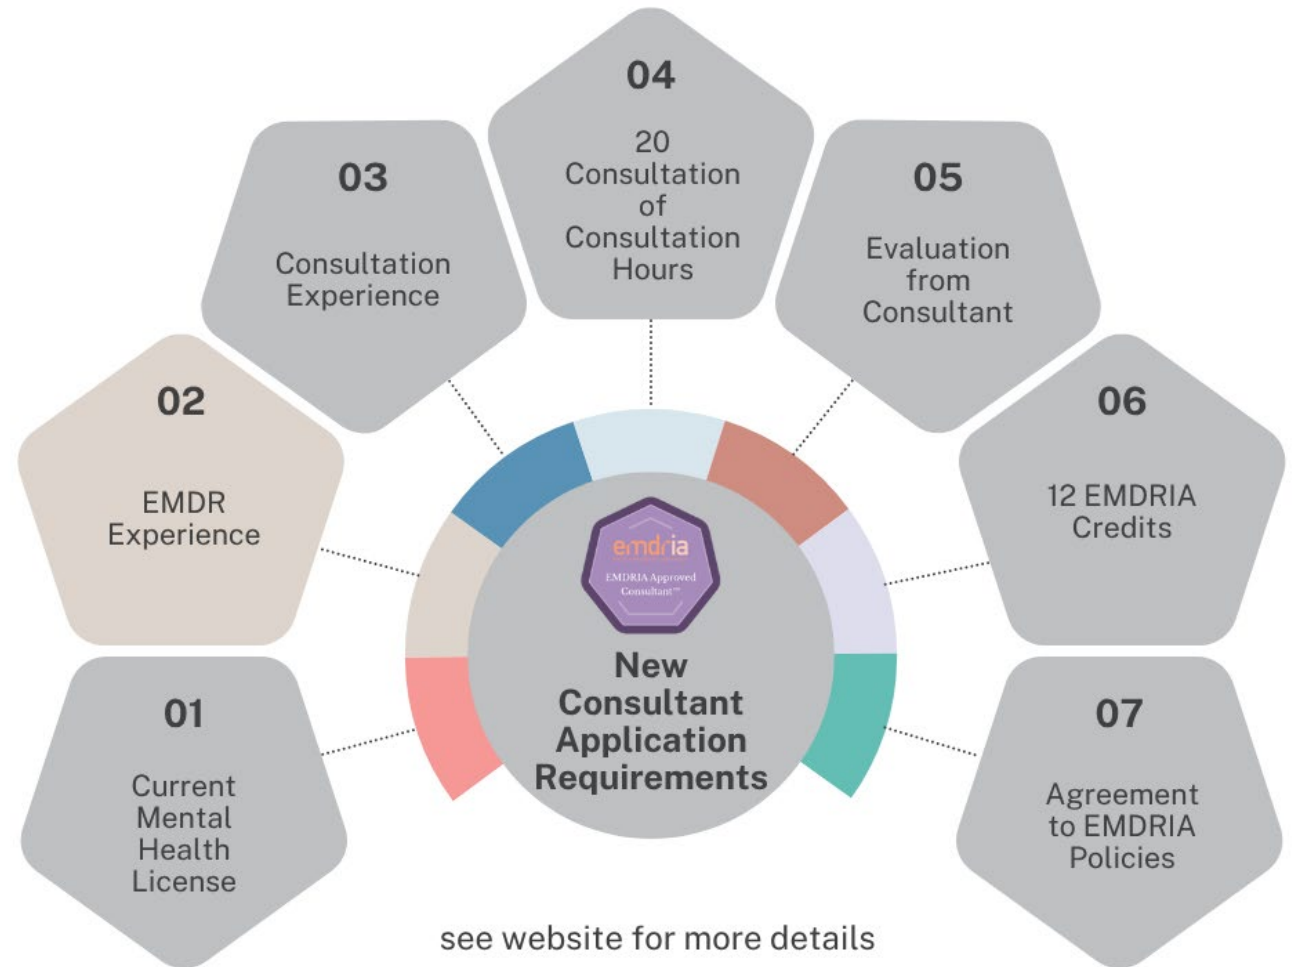 04
20
Consultation
of
Consultation
Hours
03
Consultation
Experience
05
Evaluation
from
Consultant
02
EMDR
Experience
06
12 EMDRIA
Credits
01
Current
Mental
Health
License
emdria
EMDRIA Approved
Consultant™
New
Consultant
Application
Requirements
07
Agreement
to EMDRIA
Policies
see website for more details